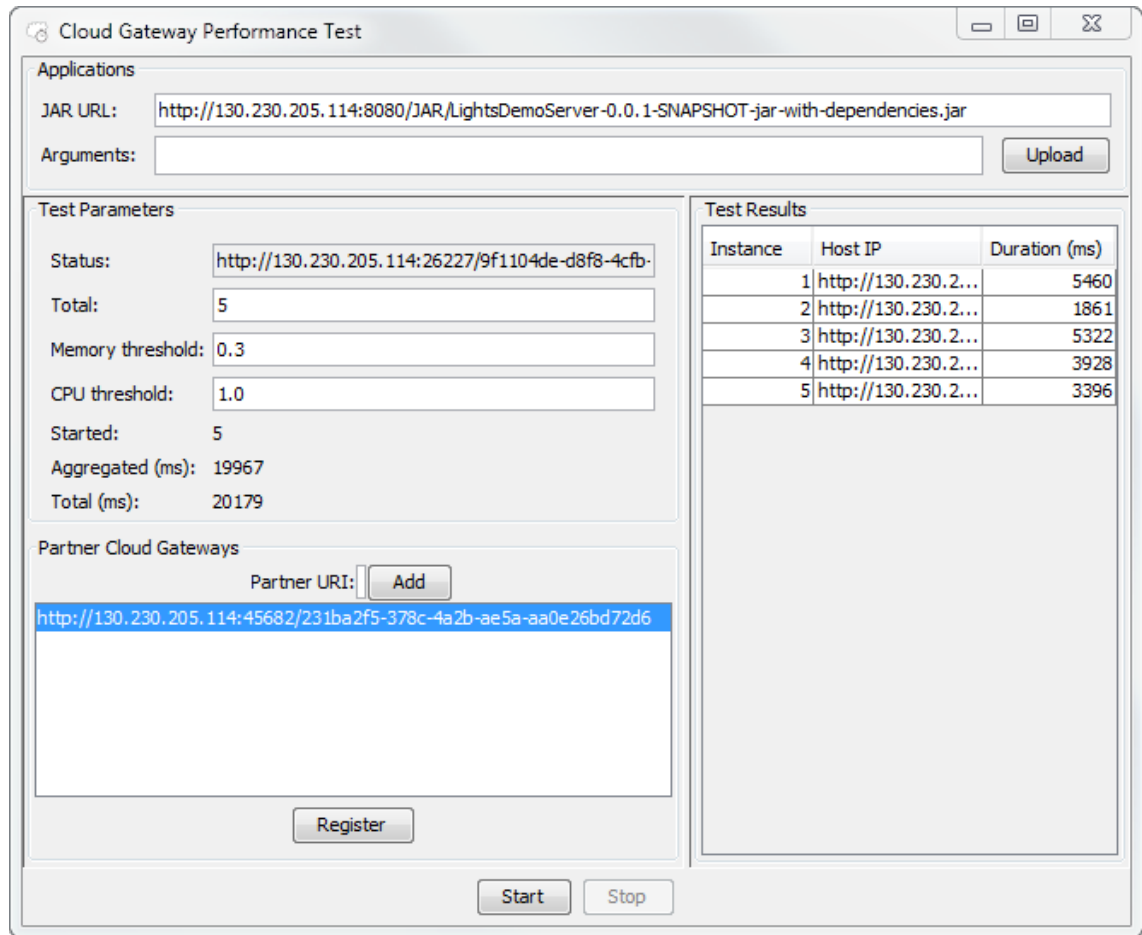 Cloud Gateway Performance Test
Applications
JAR URL: http://130.230.205.114:8080/JAR/LightsDemoServer-0.0.1-SNAPSHOT-jar-with-dependencies.jar
Arguments: Upload
Test Parameters
Status: http://130.230.205.114:26227/9f1104de-d8f8-4cfb-
Total: 5
Memory threshold: 0.3
CPU threshold: 1.0
Started: 5
Aggregated (ms): 19967
Total (ms): 20179
Partner Cloud Gateways
Partner URI: Add
http://130.230.205.114:45682/231ba2f5-378c-4a2b-ae5a-aa0e26bd72d6
Register
Test Results
Instance Host IP Duration (ms)
1 http://130.230.2... 5460
2 http://130.230.2... 1861
3 http://130.230.2... 5322
4 http://130.230.2... 3928
5 http://130.230.2... 3396
Start Stop